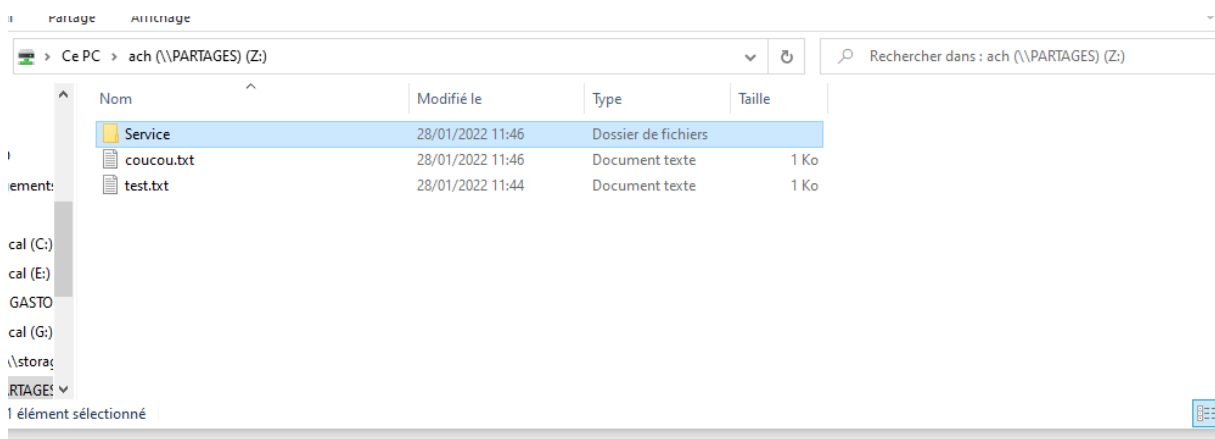 Partage Affichage
Ce PC > ach (\\PARTAGES) (Z:)
Rechercher dans : ach (\\PARTAGES) (Z:)
Nom Modifié le Type Taille
Service 28/01/2022 11:46 Dossier de fichiers
coucou.txt 28/01/2022 11:46 Document texte 1 Ko
test.txt 28/01/2022 11:44 Document texte 1 Ko
ement:
cal (C:)
cal (E:)
GASTO
cal (G:)
\\storag
RTAGES
1 élément sélectionné